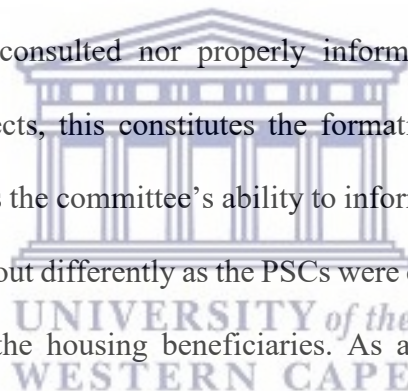 consulted nor properly inform
ects, this constitutes the formati
s the committee's ability to infor
out differently as the PSCs were
UNIVERSITY of the
the housing beneficiaries. As a
WESTERN CAPE